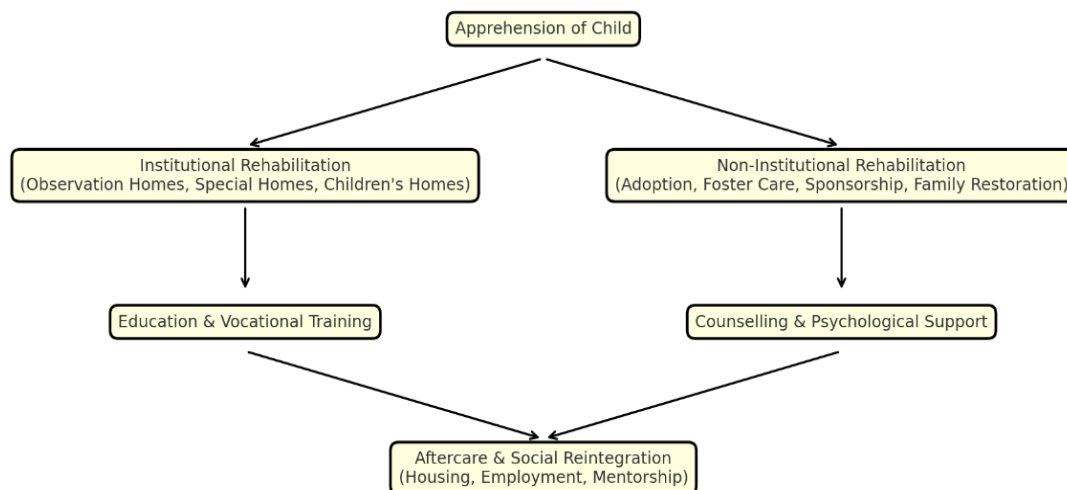 Apprehension of Child
Institutional Rehabilitation
(Observation Homes, Special Homes, Children's Homes)
Non-Institutional Rehabilitation
(Adoption, Foster Care, Sponsorship, Family Restoration)
Education & Vocational Training
Counselling & Psychological Support
Aftercare & Social Reintegration
(Housing, Employment, Mentorship)